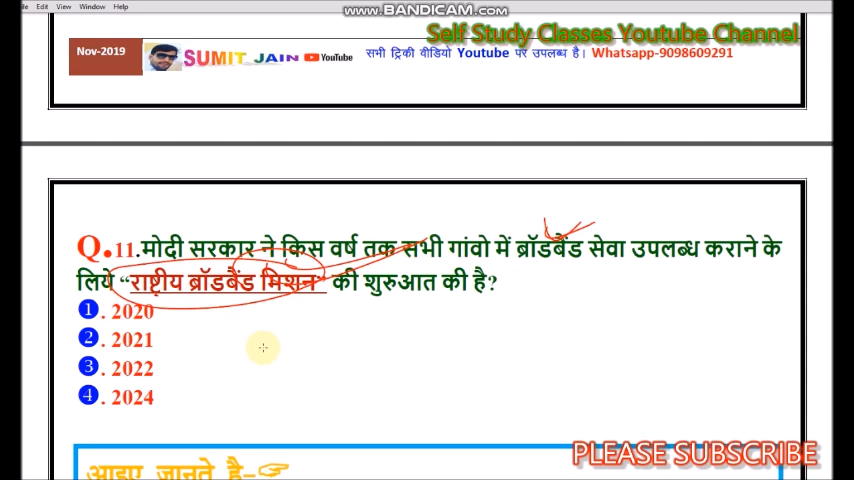 ile Edit View Window Help
WWW.BANDICAM.COM
Self Study Classes Youtube Channel
Nov-2019 SUMIT JAIN YouTube सभी ट्रिकी वीडियो Youtube पर उपलब्ध है। Whatsapp-9098609291
Q.11.मोदी सरकार ने किस वर्ष तक सभी गांवो में ब्रॉडबैंड सेवा उपलब्ध कराने के
लिये “राष्ट्रीय ब्रॉडबैंड मिशन” की शुरुआत की है?
1. 2020
2. 2021
3. 2022
4. 2024
आइए जानते है-
PLEASE SUBSCRIBE